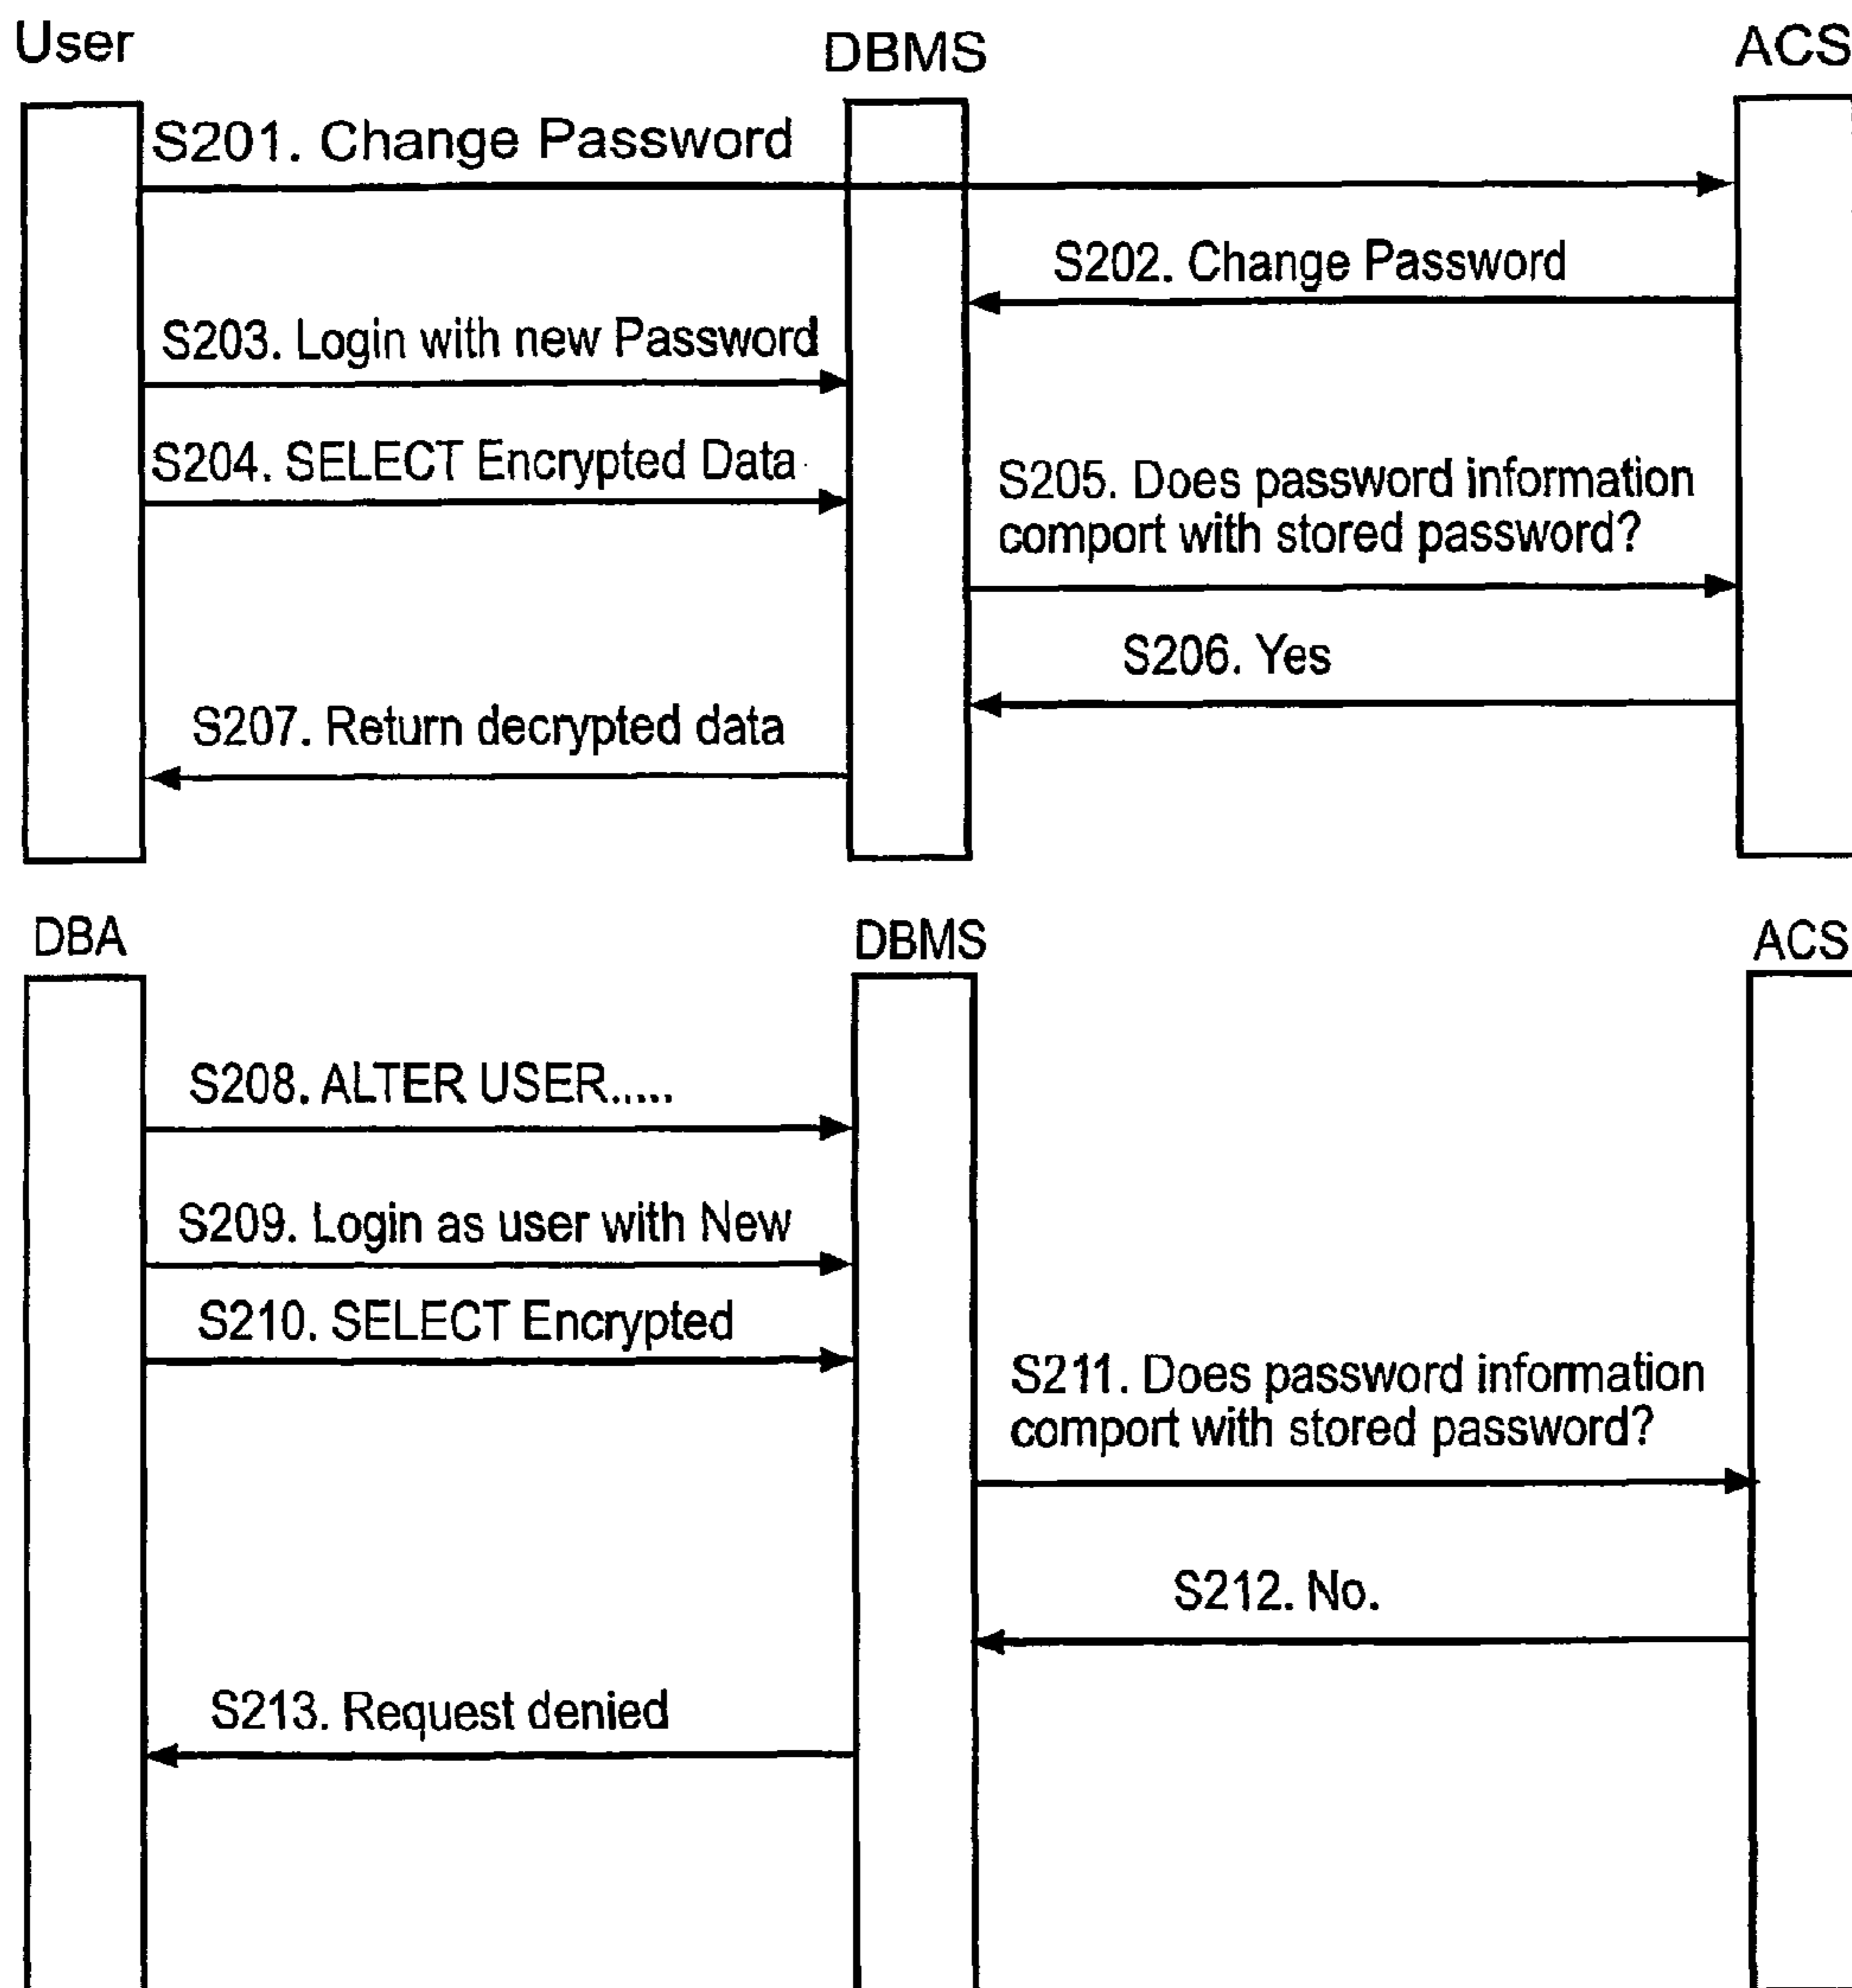 User DBMS ACS
S201. Change Password
S202. Change Password
S203. Login with new Password
S204. SELECT Encrypted Data
S205. Does password information
comport with stored password?
S206. Yes
S207. Return decrypted data
DBA DBMS ACS
S208. ALTER USER.....
S209. Login as user with New
S210. SELECT Encrypted
S211. Does password information
comport with stored password?
S212. No.
S213. Request denied